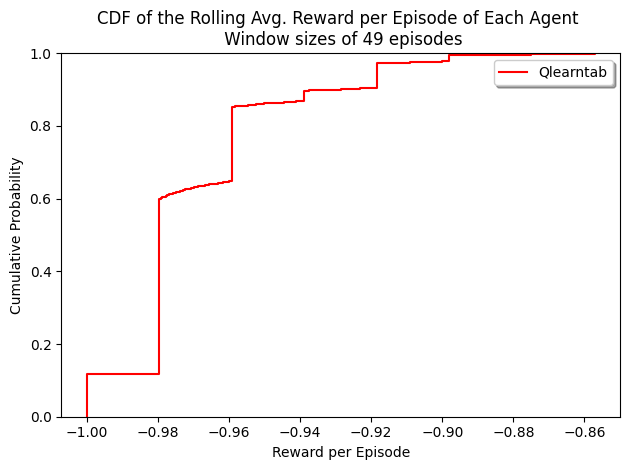 CDF of the Rolling Avg. Reward per Episode of Each Agent
Window sizes of 49 episodes
Qlearntab
1.0
0.8
0.6
0.4
0.2
0.0
Cumulative Probability
−1.00 −0.98 −0.96 −0.94 −0.92 −0.90 −0.88 −0.86
Reward per Episode